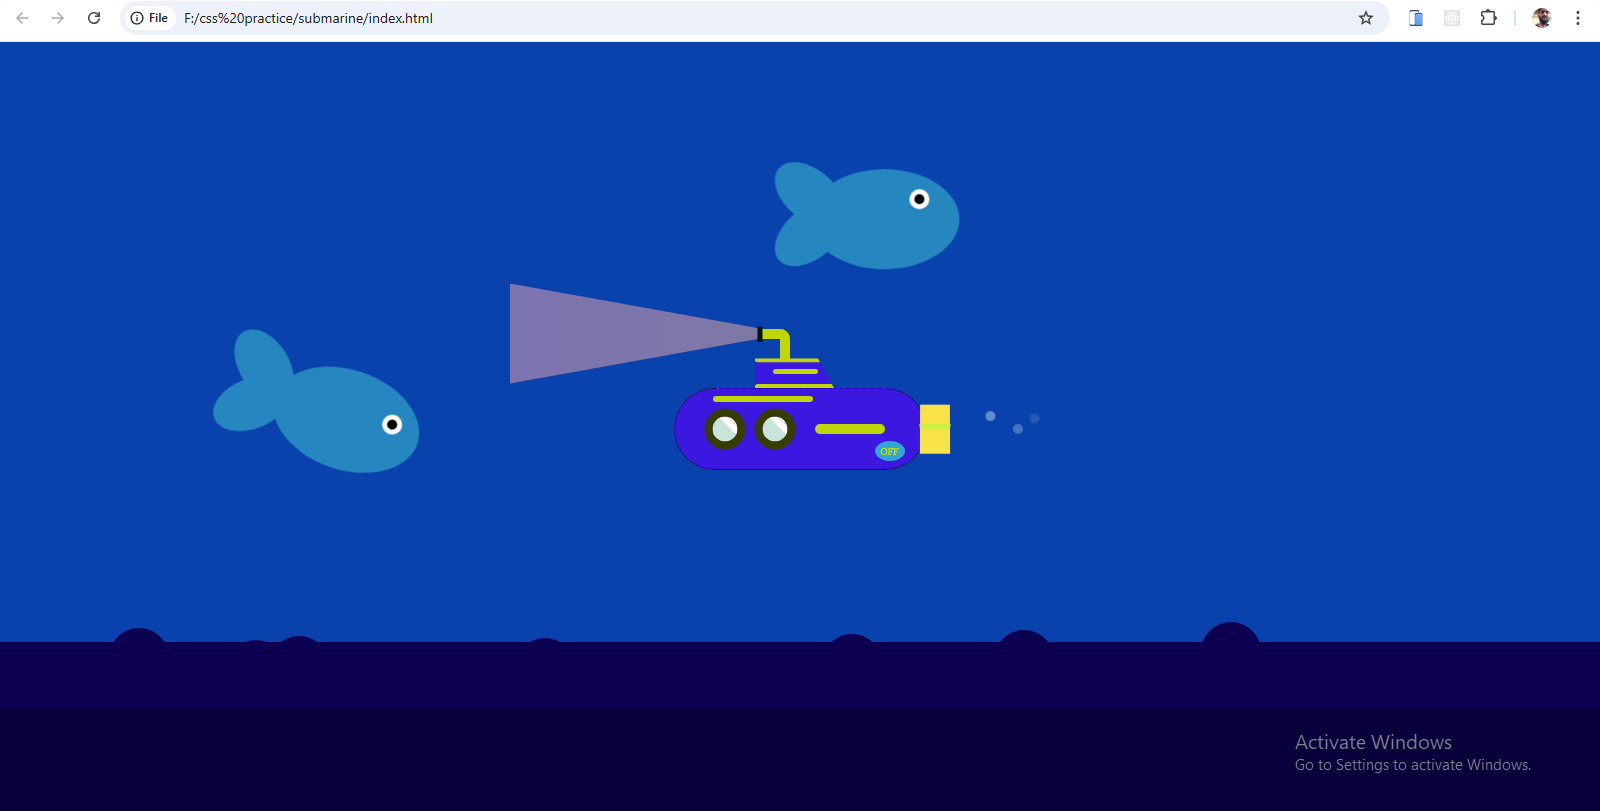 File F:/css%20practice/submarine/index.html
OFF
Activate Windows
Go to Settings to activate Windows.